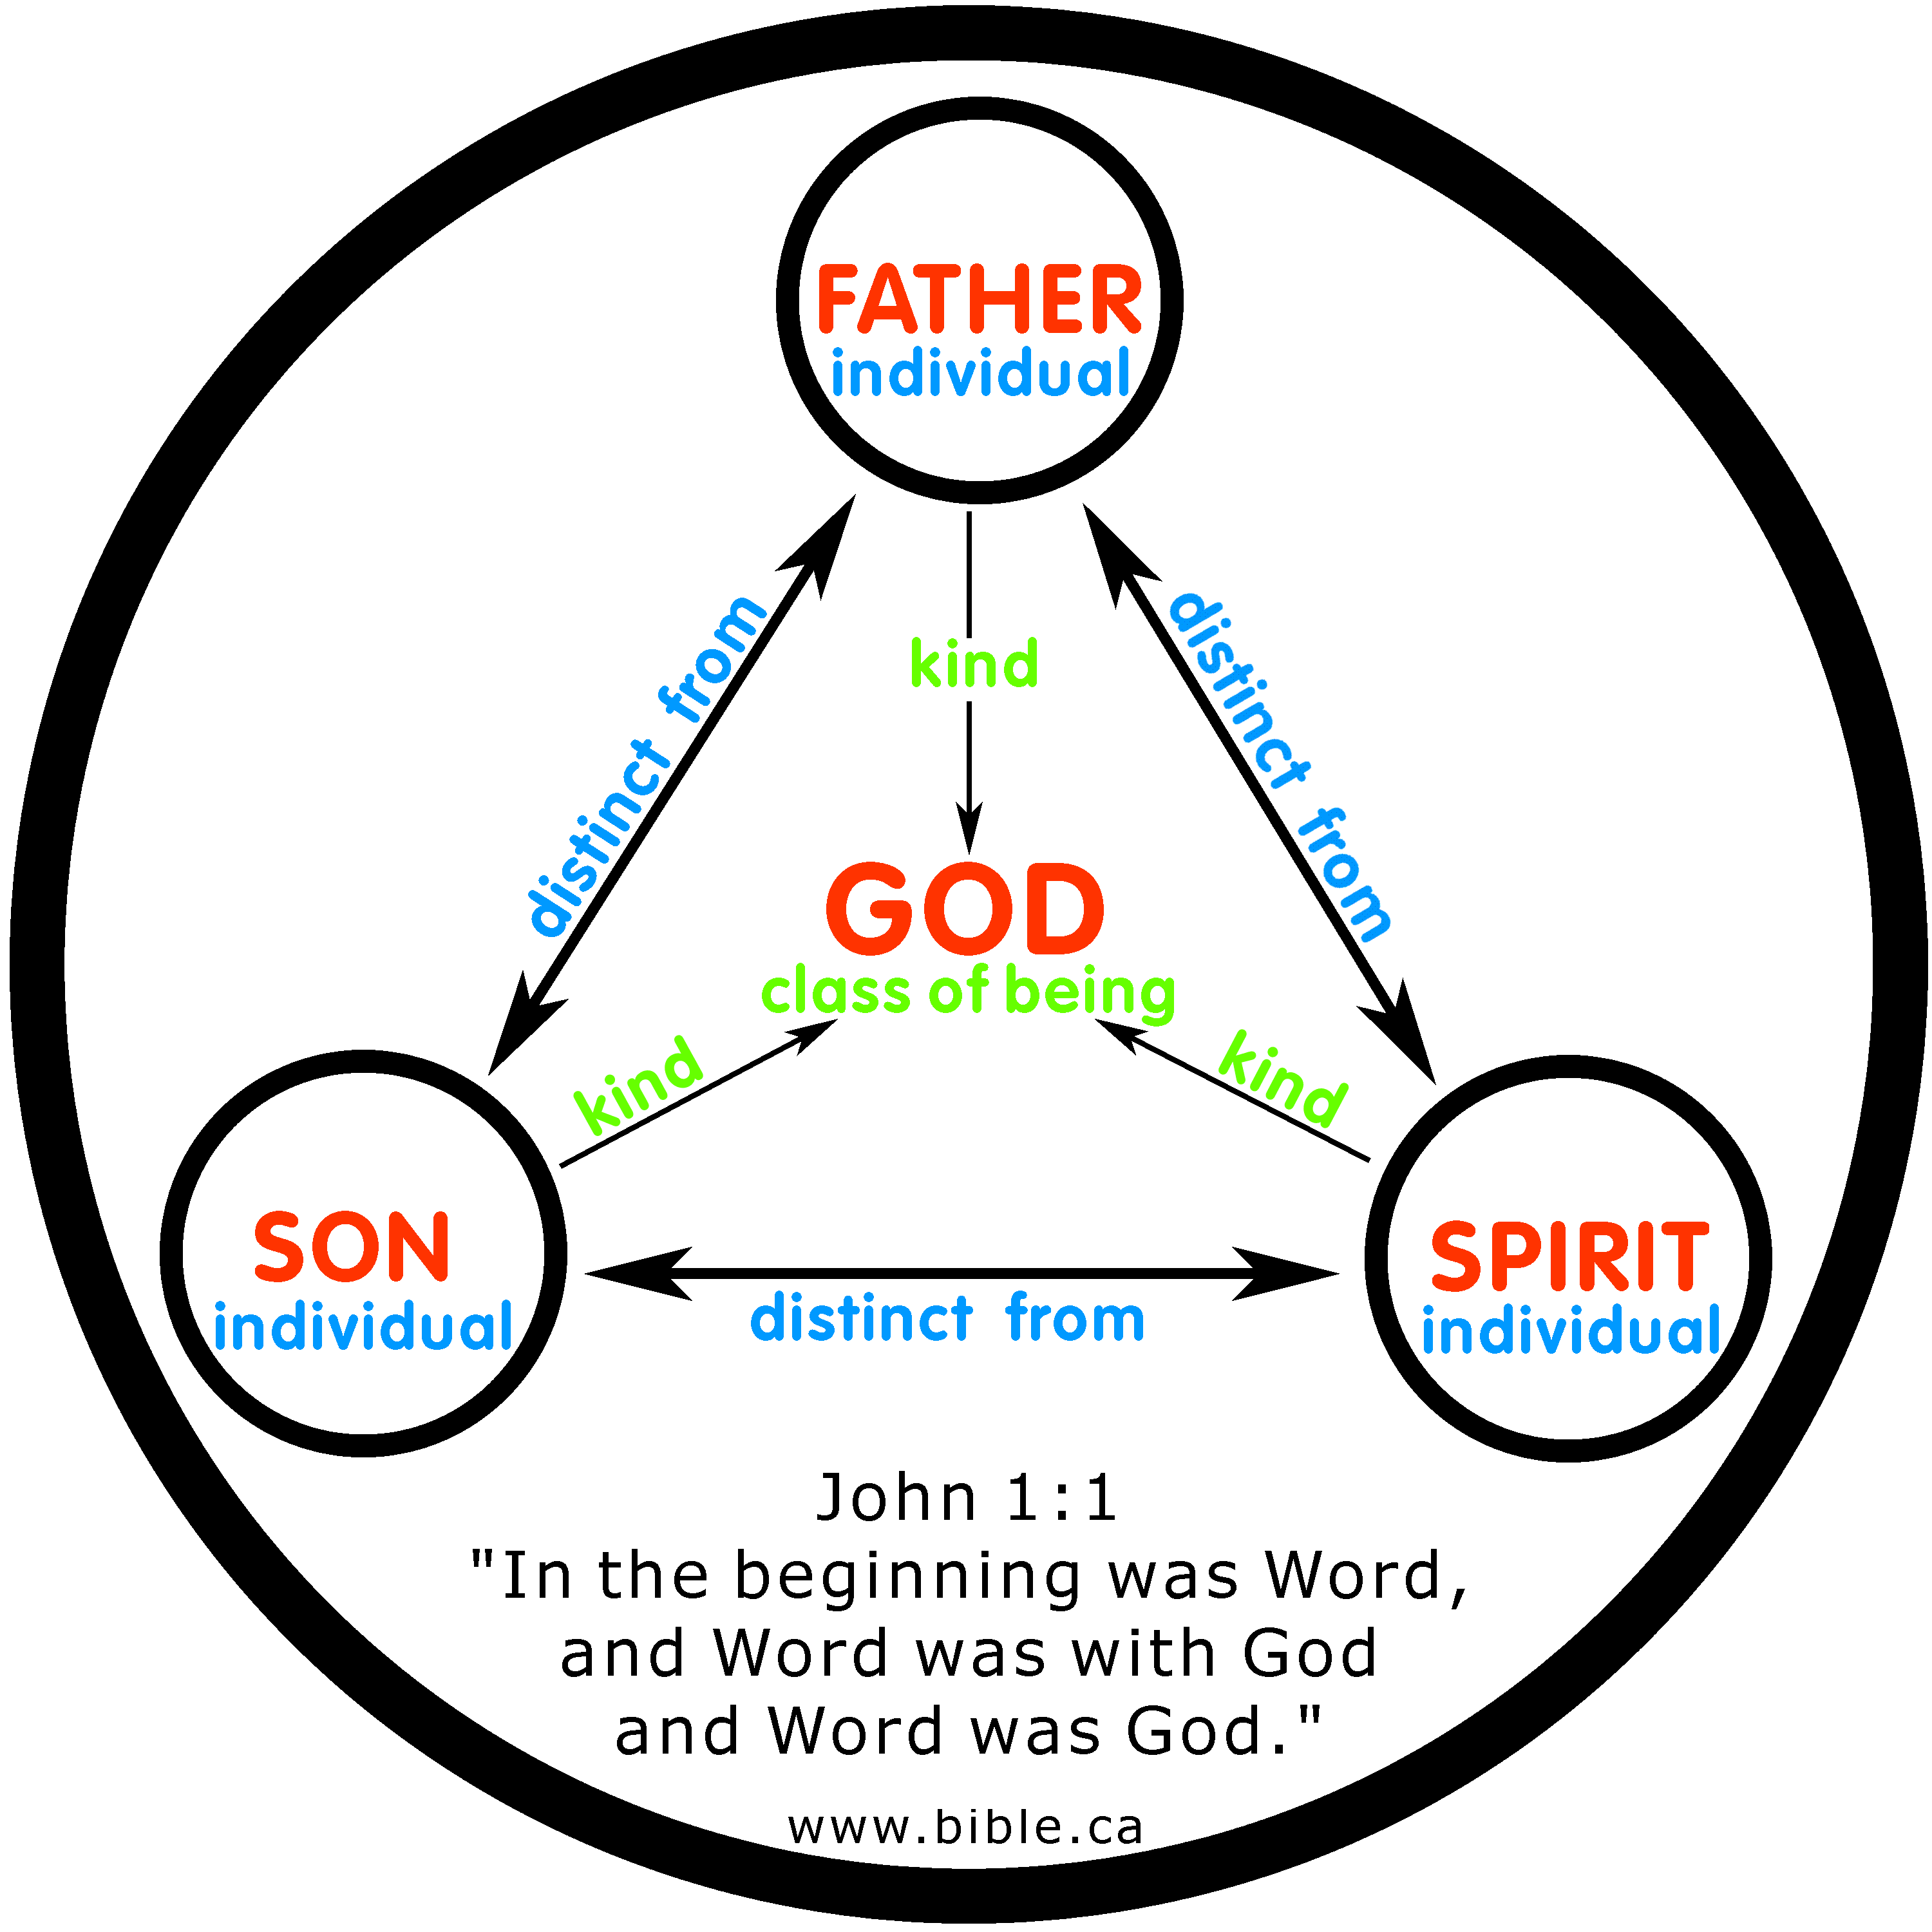 FATHER
individual
distinct from
kind
distinct from
GOD
class of being
Kind
Kind
SON
individual
distinct from
SPIRIT
individual
John 1:1
"In the beginning was Word,
and Word was with God
and Word was God."
www.bible.ca